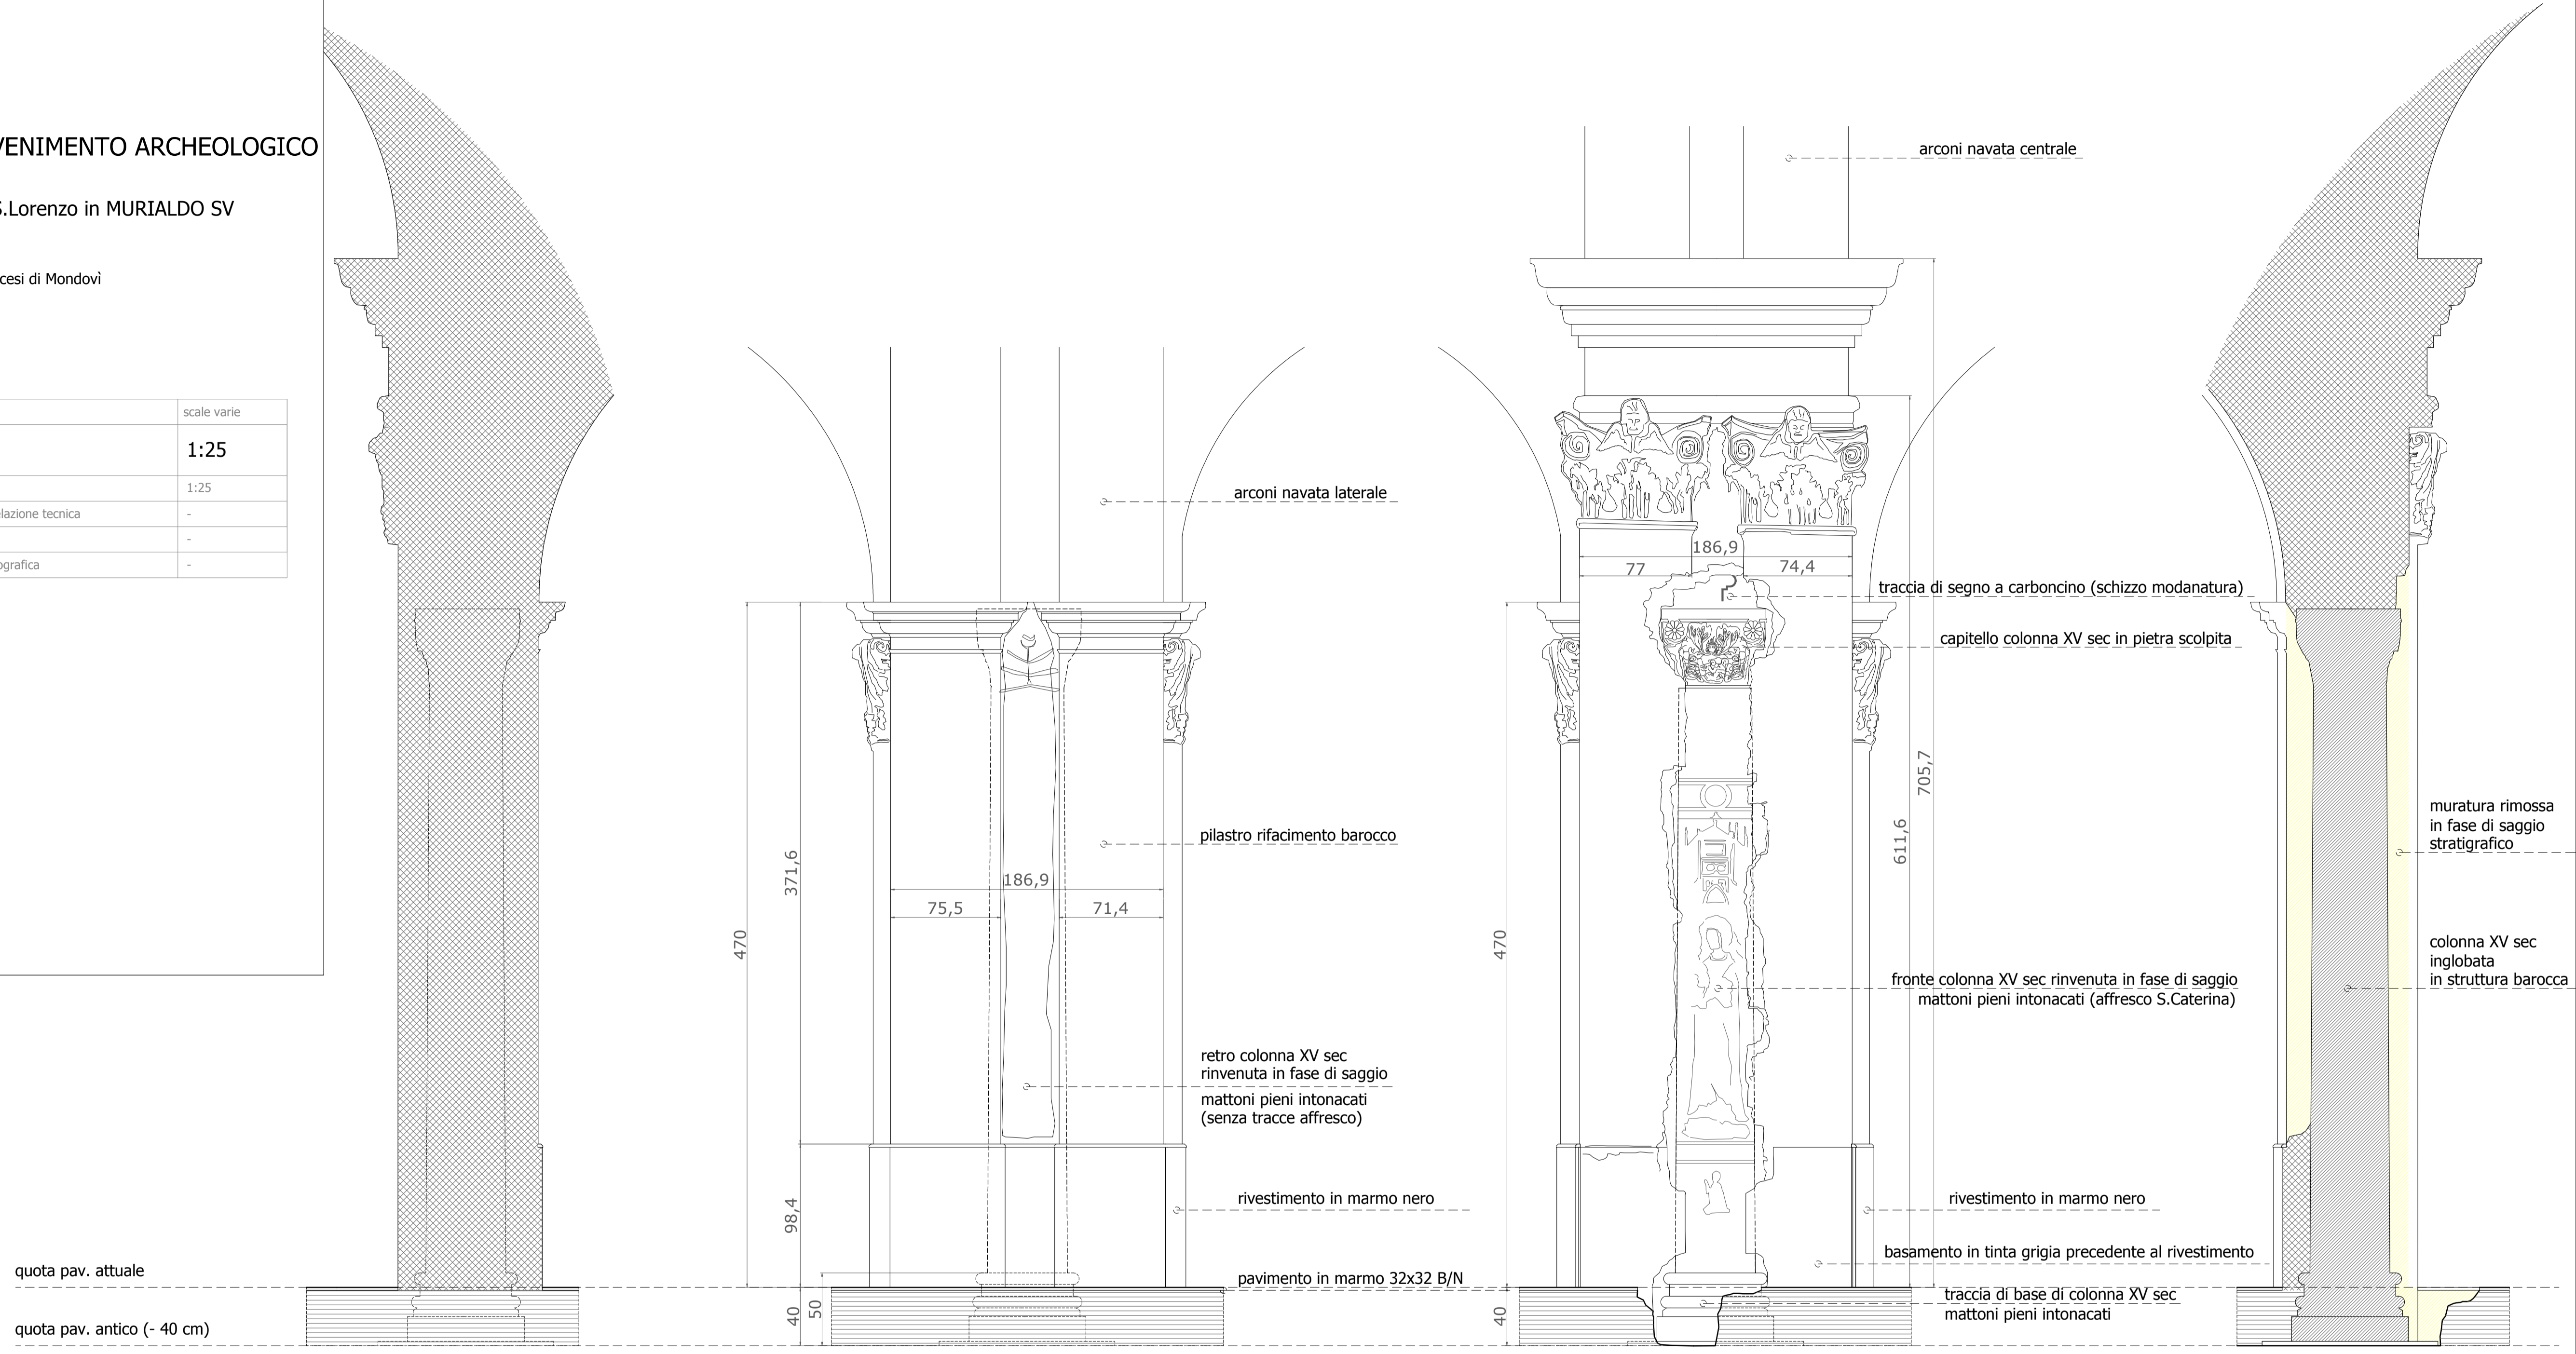 VENIMENTO ARCHEOLOGICO
S.Lorenzo in MURIALDO SV
cesi di Mondovì
scale varie
1:25
1:25
elazione tecnica
-
-
ografica
-
quota pav. attuale
quota pav. antico (- 40 cm)
arconi navata laterale
pilastro rifacimento barocco
470
371,6
186,9
75,5
71,4
retro colonna XV sec
rinvenuta in fase di saggio
mattoni pieni intonacati
(senza tracce affresco)
98,4
rivestimento in marmo nero
pavimento in marmo 32x32 B/N
40
50
arconi navata centrale
186,9
77
74,4
traccia di segno a carboncino (schizzo modanatura)
capitello colonna XV sec in pietra scolpita
705,7
611,6
470
fronte colonna XV sec rinvenuta in fase di saggio
mattoni pieni intonacati (affresco S.Caterina)
rivestimento in marmo nero
basamento in tinta grigia precedente al rivestimento
traccia di base di colonna XV sec
mattoni pieni intonacati
40
muratura rimossa
in fase di saggio
stratigrafico
colonna XV sec
inglobata
in struttura barocca